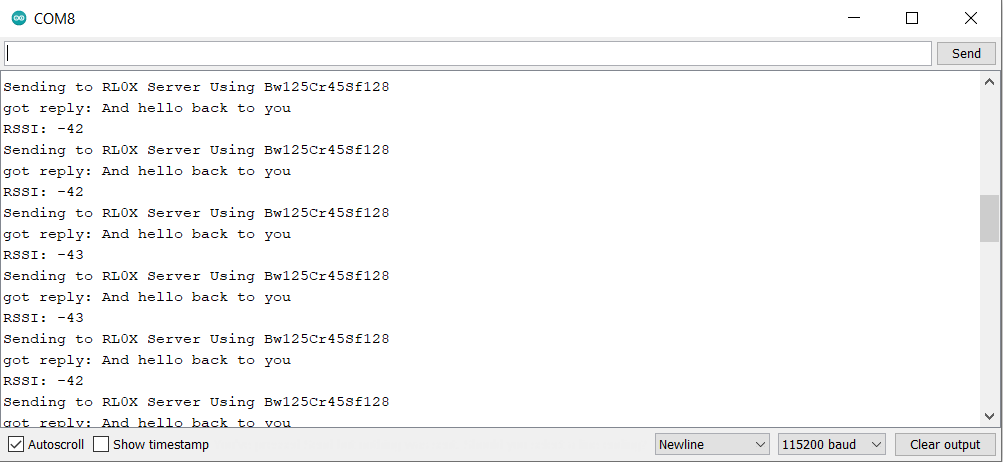 COM8
Send
Sending to RL0X Server Using Bw125Cr45Sf128
got reply: And hello back to you
RSSI: -42
Sending to RL0X Server Using Bw125Cr45Sf128
got reply: And hello back to you
RSSI: -42
Sending to RL0X Server Using Bw125Cr45Sf128
got reply: And hello back to you
RSSI: -43
Sending to RL0X Server Using Bw125Cr45Sf128
got reply: And hello back to you
RSSI: -43
Sending to RL0X Server Using Bw125Cr45Sf128
got reply: And hello back to you
RSSI: -42
Sending to RL0X Server Using Bw125Cr45Sf128
got reply: And hello back to you
Autoscroll Show timestamp Newline 115200 baud Clear output